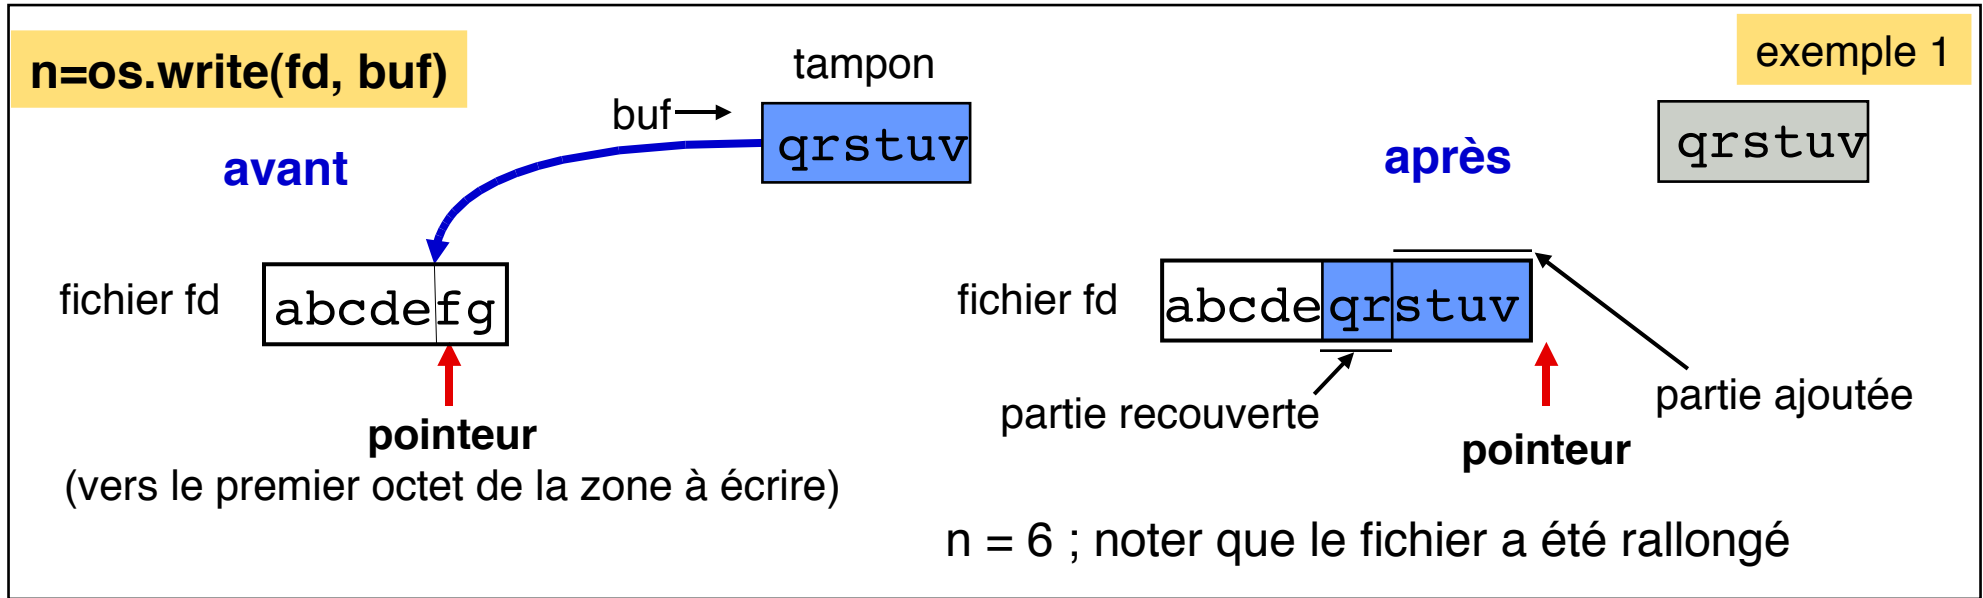 n=os.write(fd, buf)
tampon
exemple 1
buf
qrstuv
qrstuv
avant
après
fichier fd
abcdefg
fichier fd
abcdeqrstuv
partie recouverte
partie ajoutée
pointeur
(vers le premier octet de la zone à écrire)
pointeur
n = 6 ; noter que le fichier a été rallongé